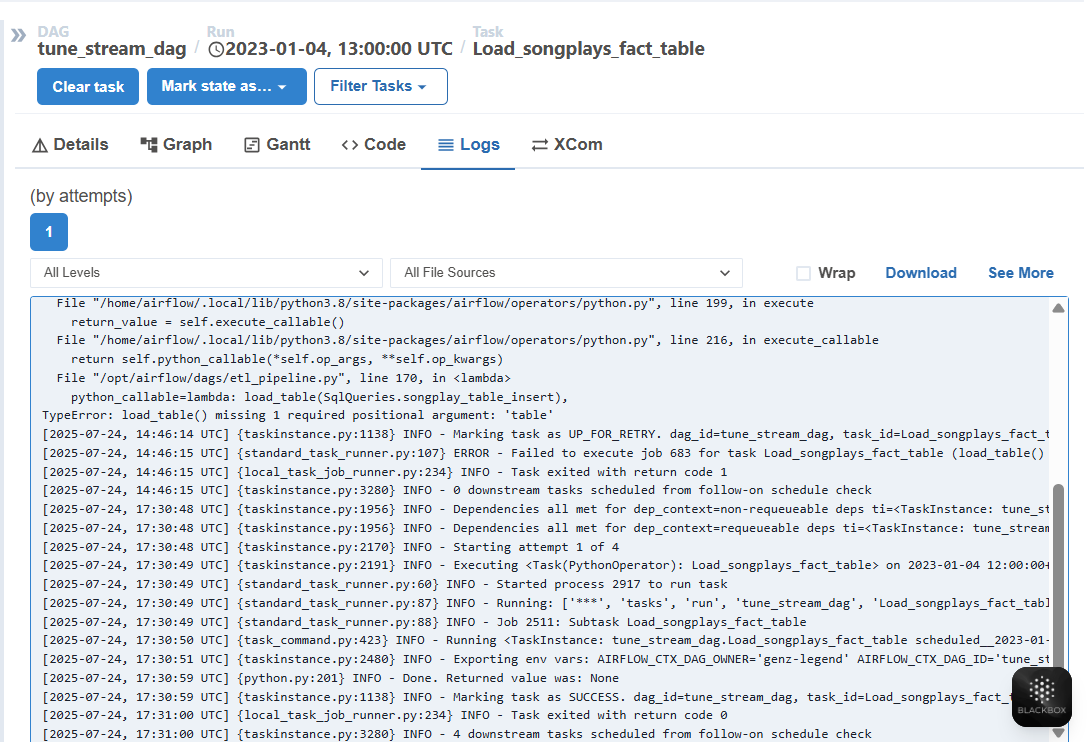 DAG
Run
Task
tune_stream_dag / 2023-01-04, 13:00:00 UTC / Load_songplays_fact_table
Clear task
Mark state as...
Filter Tasks
Details
Graph
Gantt
Code
Logs
XCom
(by attempts)
1
All Levels
All File Sources
Wrap
Download
See More
File "/home/airflow/.local/lib/python3.8/site-packages/airflow/operators/python.py", line 199, in execute
return_value = self.execute_callable()
File "/home/airflow/.local/lib/python3.8/site-packages/airflow/operators/python.py", line 216, in execute_callable
return self.python_callable(*self.op_args, **self.op_kwargs)
File "/opt/airflow/dags/etl_pipeline.py", line 170, in <lambda>
python_callable=lambda: load_table(SqlQueries.songplay_table_insert),
TypeError: load_table() missing 1 required positional argument: 'table'
[2025-07-24, 14:46:14 UTC] {taskinstance.py:1138} INFO - Marking task as UP_FOR_RETRY. dag_id=tune_stream_dag, task_id=Load_songplays_fact_t
[2025-07-24, 14:46:15 UTC] {standard_task_runner.py:107} ERROR - Failed to execute job 683 for task Load_songplays_fact_table (load_table()
[2025-07-24, 14:46:15 UTC] {local_task_job_runner.py:234} INFO - Task exited with return code 1
[2025-07-24, 14:46:15 UTC] {taskinstance.py:3280} INFO - 0 downstream tasks scheduled from follow-on schedule check
[2025-07-24, 17:30:48 UTC] {taskinstance.py:1956} INFO - Dependencies all met for dep_context=non-requeueable deps ti=<TaskInstance: tune_st
[2025-07-24, 17:30:48 UTC] {taskinstance.py:1956} INFO - Dependencies all met for dep_context=requeueable deps ti=<TaskInstance: tune_stream
[2025-07-24, 17:30:48 UTC] {taskinstance.py:2170} INFO - Starting attempt 1 of 4
[2025-07-24, 17:30:49 UTC] {taskinstance.py:2191} INFO - Executing <Task(PythonOperator): Load_songplays_fact_table> on 2023-01-04 12:00:00+
[2025-07-24, 17:30:49 UTC] {standard_task_runner.py:60} INFO - Started process 2917 to run task
[2025-07-24, 17:30:49 UTC] {standard_task_runner.py:87} INFO - Running: ['***', 'tasks', 'run', 'tune_stream_dag', 'Load_songplays_fact_tabl
[2025-07-24, 17:30:49 UTC] {standard_task_runner.py:88} INFO - Job 2511: Subtask Load_songplays_fact_table
[2025-07-24, 17:30:50 UTC] {task_command.py:423} INFO - Running <TaskInstance: tune_stream_dag.Load_songplays_fact_table scheduled__2023-01-
[2025-07-24, 17:30:51 UTC] {taskinstance.py:2480} INFO - Exporting env vars: AIRFLOW_CTX_DAG_OWNER='genz-legend' AIRFLOW_CTX_DAG_ID='tune_st
[2025-07-24, 17:30:59 UTC] {python.py:201} INFO - Done. Returned value was: None
[2025-07-24, 17:30:59 UTC] {taskinstance.py:1138} INFO - Marking task as SUCCESS. dag_id=tune_stream_dag, task_id=Load_songplays_fact_t
[2025-07-24, 17:31:00 UTC] {local_task_job_runner.py:234} INFO - Task exited with return code 0
[2025-07-24, 17:31:00 UTC] {taskinstance.py:3280} INFO - 4 downstream tasks scheduled from follow-on schedule check
BLACKBOX